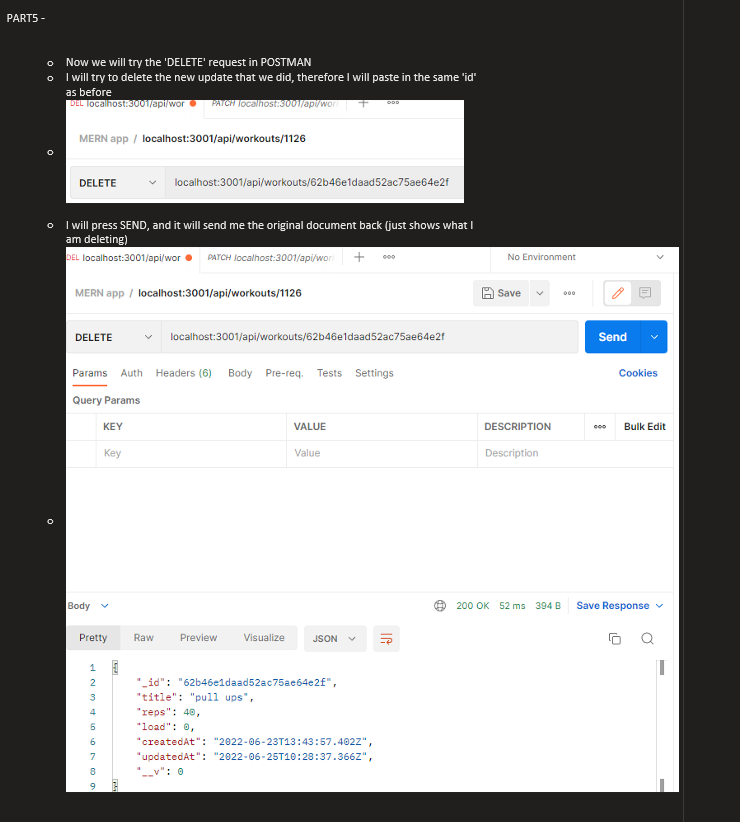 PART5 -
Now we will try the 'DELETE' request in POSTMAN
I will try to delete the new update that we did, therefore I will paste in the same 'id'
as before
DEL localhost:3001/api/wor PATCH localhost:3001/api/wor
MERN app / localhost:3001/api/workouts/1126
DELETE localhost:3001/api/workouts/62b46e1daad52ac75ae64e2f
I will press SEND, and it will send me the original document back (just shows what I
am deleting)
DEL localhost:3001/api/wor PATCH localhost:3001/api/wor No Environment
MERN app / localhost:3001/api/workouts/1126 Save
DELETE localhost:3001/api/workouts/62b46e1daad52ac75ae64e2f Send
Params Auth Headers (6) Body Pre-req. Tests Settings Cookies
Query Params
KEY VALUE DESCRIPTION Bulk Edit
Key Value Description
Body 200 OK 52 ms 394 B Save Response
Pretty Raw Preview Visualize JSON
1 {
2 "_id": "62b46e1daad52ac75ae64e2f",
3 "title": "pull ups",
4 "reps": 40,
5 "load": 0,
6 "createdAt": "2022-06-23T13:43:57.402Z",
7 "updatedAt": "2022-06-25T10:28:37.366Z",
8 "__v": 0
9 }